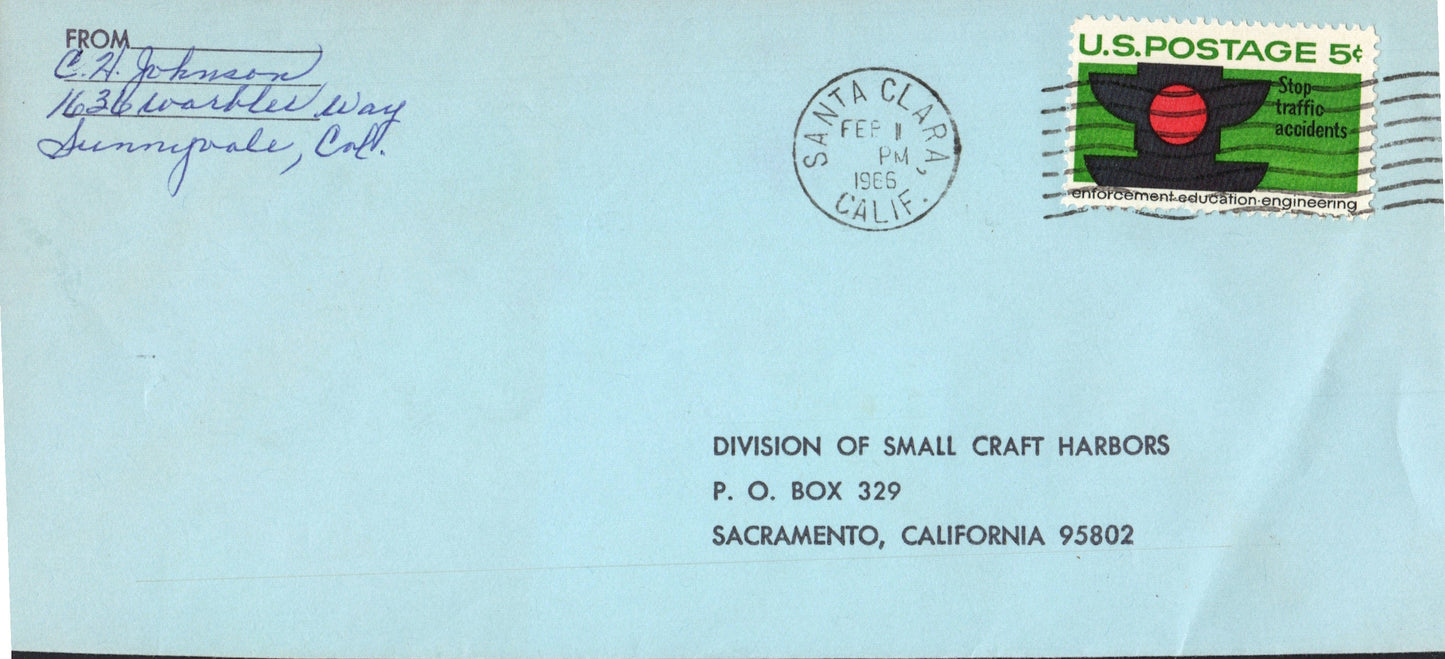 FROM
C. H. Johnson
1636 Warbler Way
Sunnyvale, Cal.
SANTA CLARA,
FEB 1
PM
1966
CALIF.
U.S.POSTAGE 5¢
Stop
traffic
accidents
enforcement·education·engineering
DIVISION OF SMALL CRAFT HARBORS
P. O. BOX 329
SACRAMENTO, CALIFORNIA 95802